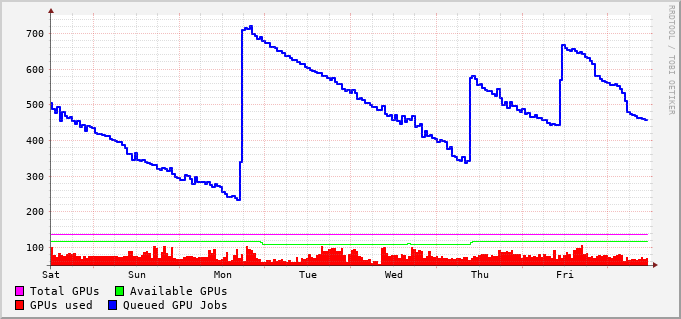 700
600
500
400
300
200
100
Sat Sun Mon Tue Wed Thu Fri
Total GPUs Available GPUs
GPUs used Queued GPU Jobs
RRDTOOL / TOBI OETIKER